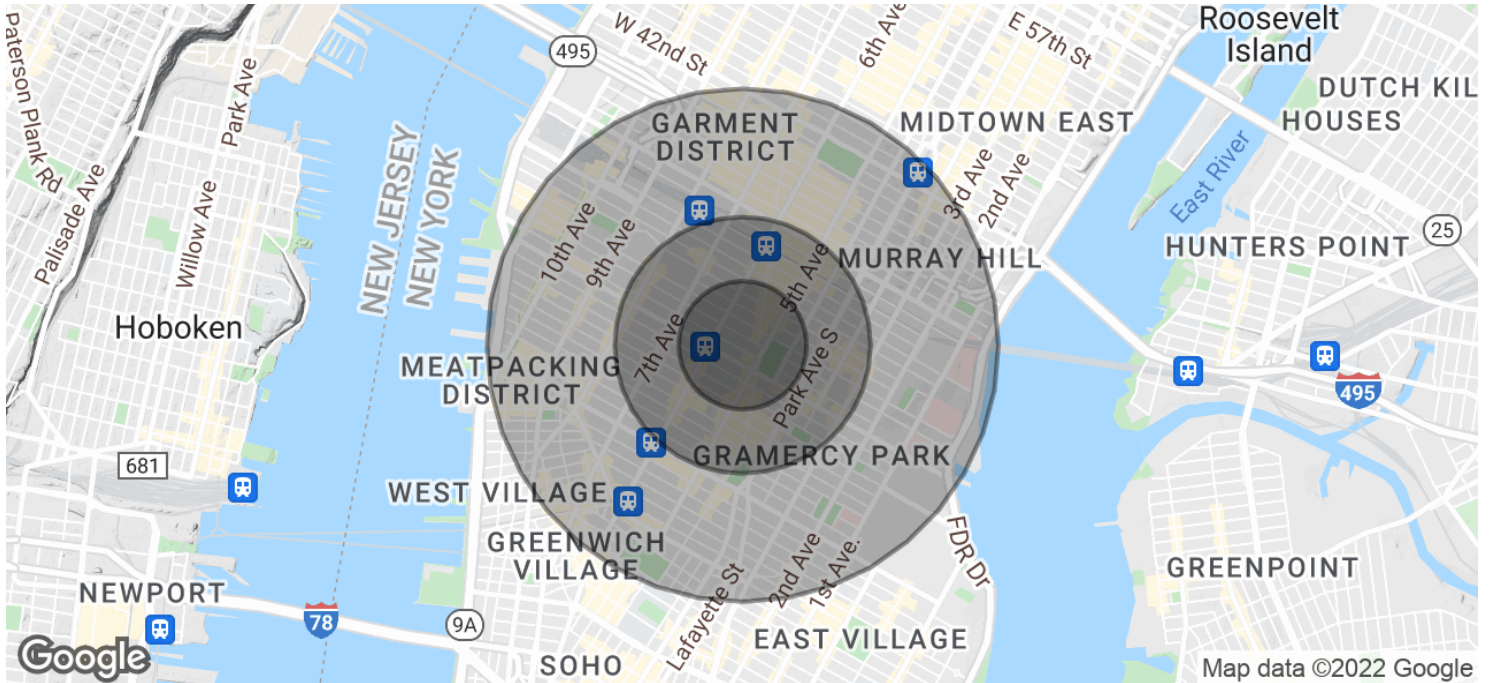 Paterson Plank Rd
Park Ave
Palisade Ave
Willow Ave
Hoboken
681
NEWPORT
78
NEW JERSEY
NEW YORK
495
W 42nd St
6th Ave
E 57th St
Roosevelt
Island
DUTCH KIL
HOUSES
GARMENT
DISTRICT
MIDTOWN EAST
3rd Ave
2nd Ave
East River
25
HUNTERS POINT
10th Ave
9th Ave
5th Ave
MURRAY HILL
7th Ave
Park Ave S
MEATPACKING
DISTRICT
495
GRAMERCY PARK
WEST VILLAGE
GREENWICH
VILLAGE
FDR Dr
GREENPOINT
Lafayette St
2nd Ave
1st Ave.
9A
EAST VILLAGE
SOHO
Google
Map data ©2022 Google